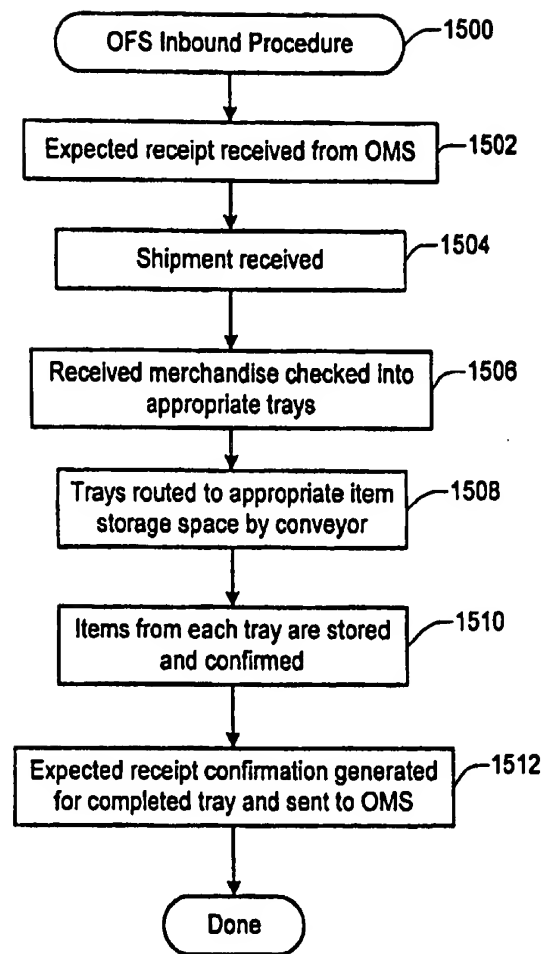 OFS Inbound Procedure
1500
Expected receipt received from OMS
1502
Shipment received
1504
Received merchandise checked into
appropriate trays
1506
Trays routed to appropriate item
storage space by conveyor
1508
Items from each tray are stored
and confirmed
1510
Expected receipt confirmation generated
for completed tray and sent to OMS
1512
Done